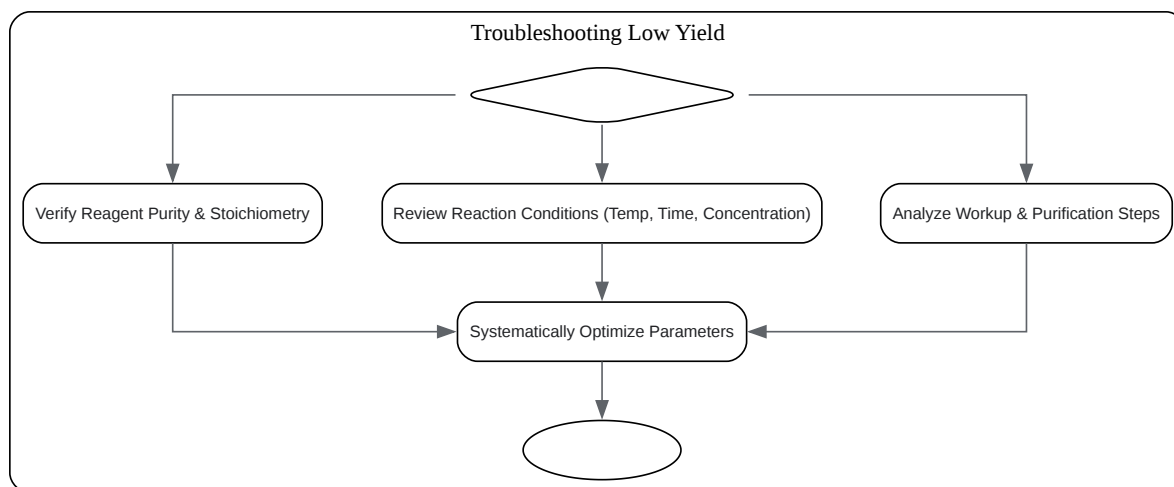 Troubleshooting Low Yield
Verify Reagent Purity & Stoichiometry
Review Reaction Conditions (Temp, Time, Concentration)
Analyze Workup & Purification Steps
Systematically Optimize Parameters